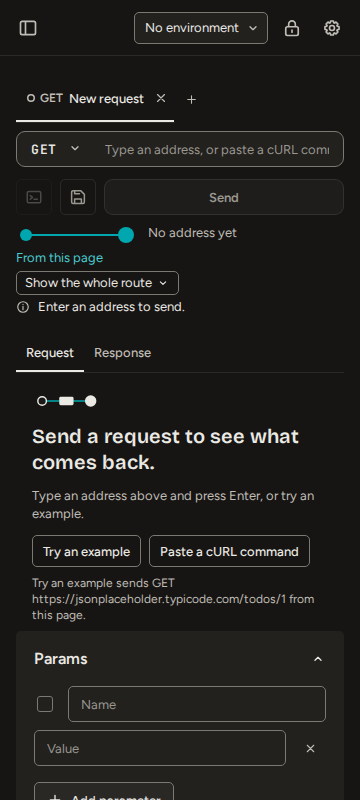 No environment
GET New request
GET Type an address, or paste a cURL comm
Send
No address yet
From this page
Show the whole route
Enter an address to send.
Request Response
Send a request to see what
comes back.
Type an address above and press Enter, or try an
example.
Try an example Paste a cURL command
Try an example sends GET
https://jsonplaceholder.typicode.com/todos/1 from
this page.
Params
Name
Value
Add parameter